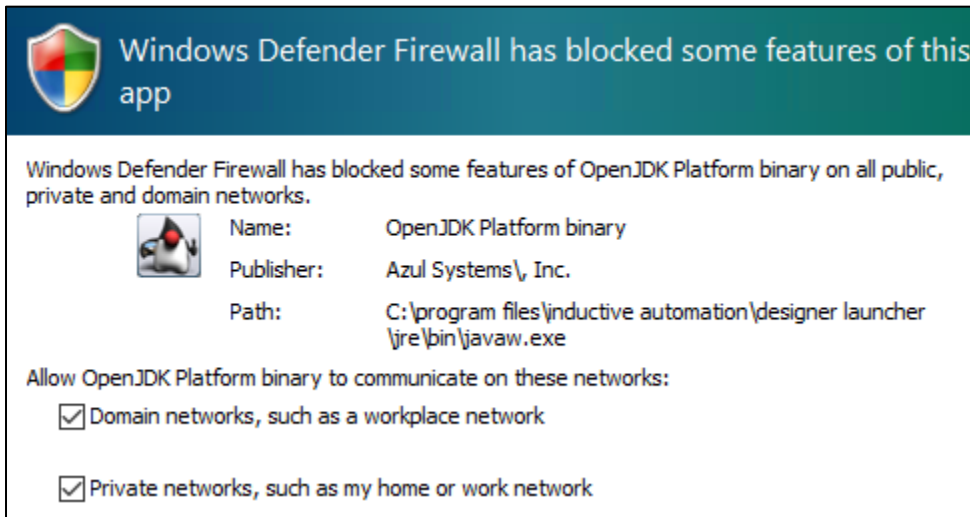 Windows Defender Firewall has blocked some features of this
app
Windows Defender Firewall has blocked some features of OpenJDK Platform binary on all public,
private and domain networks.
Name: OpenJDK Platform binary
Publisher: Azul Systems\, Inc.
Path: C:\program files\inductive automation\designer launcher
\jre\bin\javaw.exe
Allow OpenJDK Platform binary to communicate on these networks:
Domain networks, such as a workplace network
Private networks, such as my home or work network